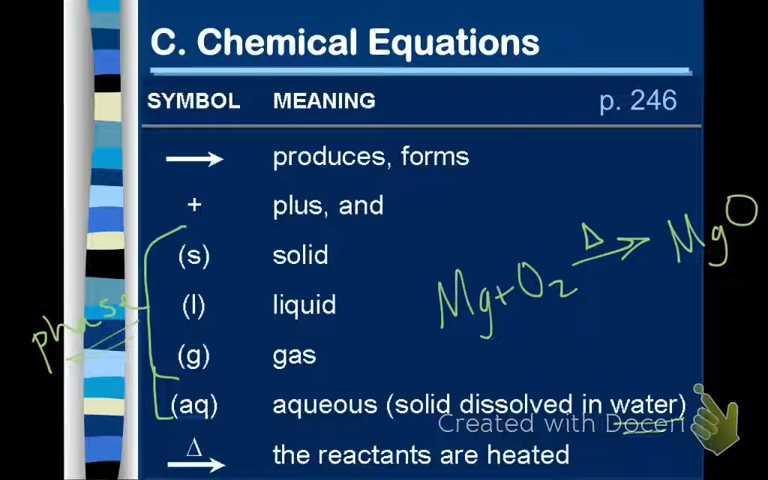 C. Chemical Equations
SYMBOL MEANING p. 246
→ produces, forms
+ plus, and
(s) solid
(l) liquid
(g) gas
(aq) aqueous (solid dissolved in water)
Δ
→ the reactants are heated
phase
Mg+O₂ Δ→ MgO
Created with Doceri